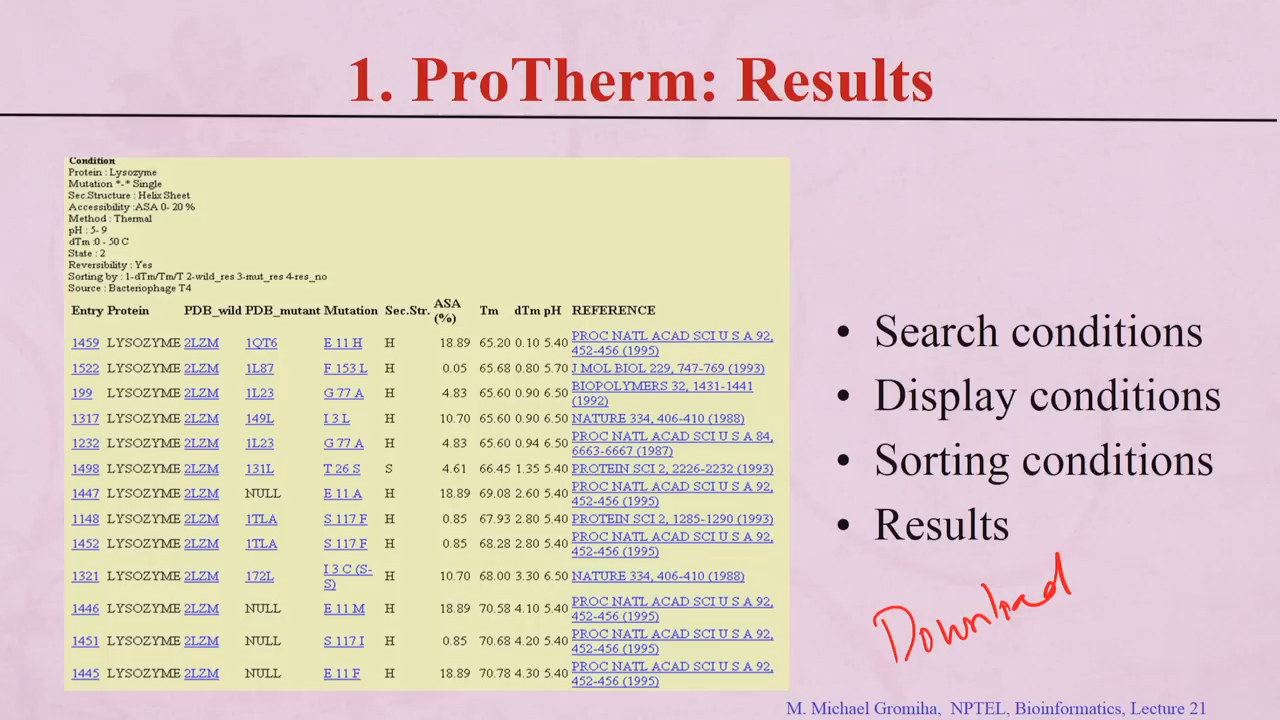 1. ProTherm: Results
Condition
Protein : Lysozyme
Mutation *-* Single
Sec.Structure : Helix Sheet
Accessibility :ASA 0- 20 %
Method : Thermal
pH : 5- 9
dTm :0 - 50 C
State : 2
Reversibility : Yes
Sorting by : 1-dTm/Tm/T 2-wild_res 3-mut_res 4-res_no
Source : Bacteriophage T4
Entry Protein PDB_wild PDB_mutant Mutation Sec.Str. ASA (%) Tm dTm pH REFERENCE
1459 LYSOZYME 2LZM 1QT6 E 11 H H 18.89 65.20 0.10 5.40 PROC NATL ACAD SCI U S A 92,
452-456 (1995)
1522 LYSOZYME 2LZM 1L87 F 153 L H 0.05 65.68 0.80 5.70 J MOL BIOL 229, 747-769 (1993)
199 LYSOZYME 2LZM 1L23 G 77 A H 4.83 65.60 0.90 6.50 BIOPOLYMERS 32, 1431-1441
(1992)
1317 LYSOZYME 2LZM 149L I 3 L H 10.70 65.60 0.90 6.50 NATURE 334, 406-410 (1988)
1232 LYSOZYME 2LZM 1L23 G 77 A H 4.83 65.60 0.94 6.50 PROC NATL ACAD SCI U S A 84,
6663-6667 (1987)
1498 LYSOZYME 2LZM 131L T 26 S S 4.61 66.45 1.35 5.40 PROTEIN SCI 2, 2226-2232 (1993)
1447 LYSOZYME 2LZM NULL E 11 A H 18.89 69.08 2.60 5.40 PROC NATL ACAD SCI U S A 92,
452-456 (1995)
1148 LYSOZYME 2LZM 1TLA S 117 F H 0.85 67.93 2.80 5.40 PROTEIN SCI 2, 1285-1290 (1993)
1452 LYSOZYME 2LZM 1TLA S 117 F H 0.85 68.28 2.80 5.40 PROC NATL ACAD SCI U S A 92,
452-456 (1995)
1321 LYSOZYME 2LZM 172L I 3 C (S-
S) H 10.70 68.00 3.30 6.50 NATURE 334, 406-410 (1988)
1446 LYSOZYME 2LZM NULL E 11 M H 18.89 70.58 4.10 5.40 PROC NATL ACAD SCI U S A 92,
452-456 (1995)
1451 LYSOZYME 2LZM NULL S 117 I H 0.85 70.68 4.20 5.40 PROC NATL ACAD SCI U S A 92,
452-456 (1995)
1445 LYSOZYME 2LZM NULL E 11 F H 18.89 70.78 4.30 5.40 PROC NATL ACAD SCI U S A 92,
452-456 (1995)
• Search conditions
• Display conditions
• Sorting conditions
• Results
Download
M. Michael Gromiha, NPTEL, Bioinformatics, Lecture 21